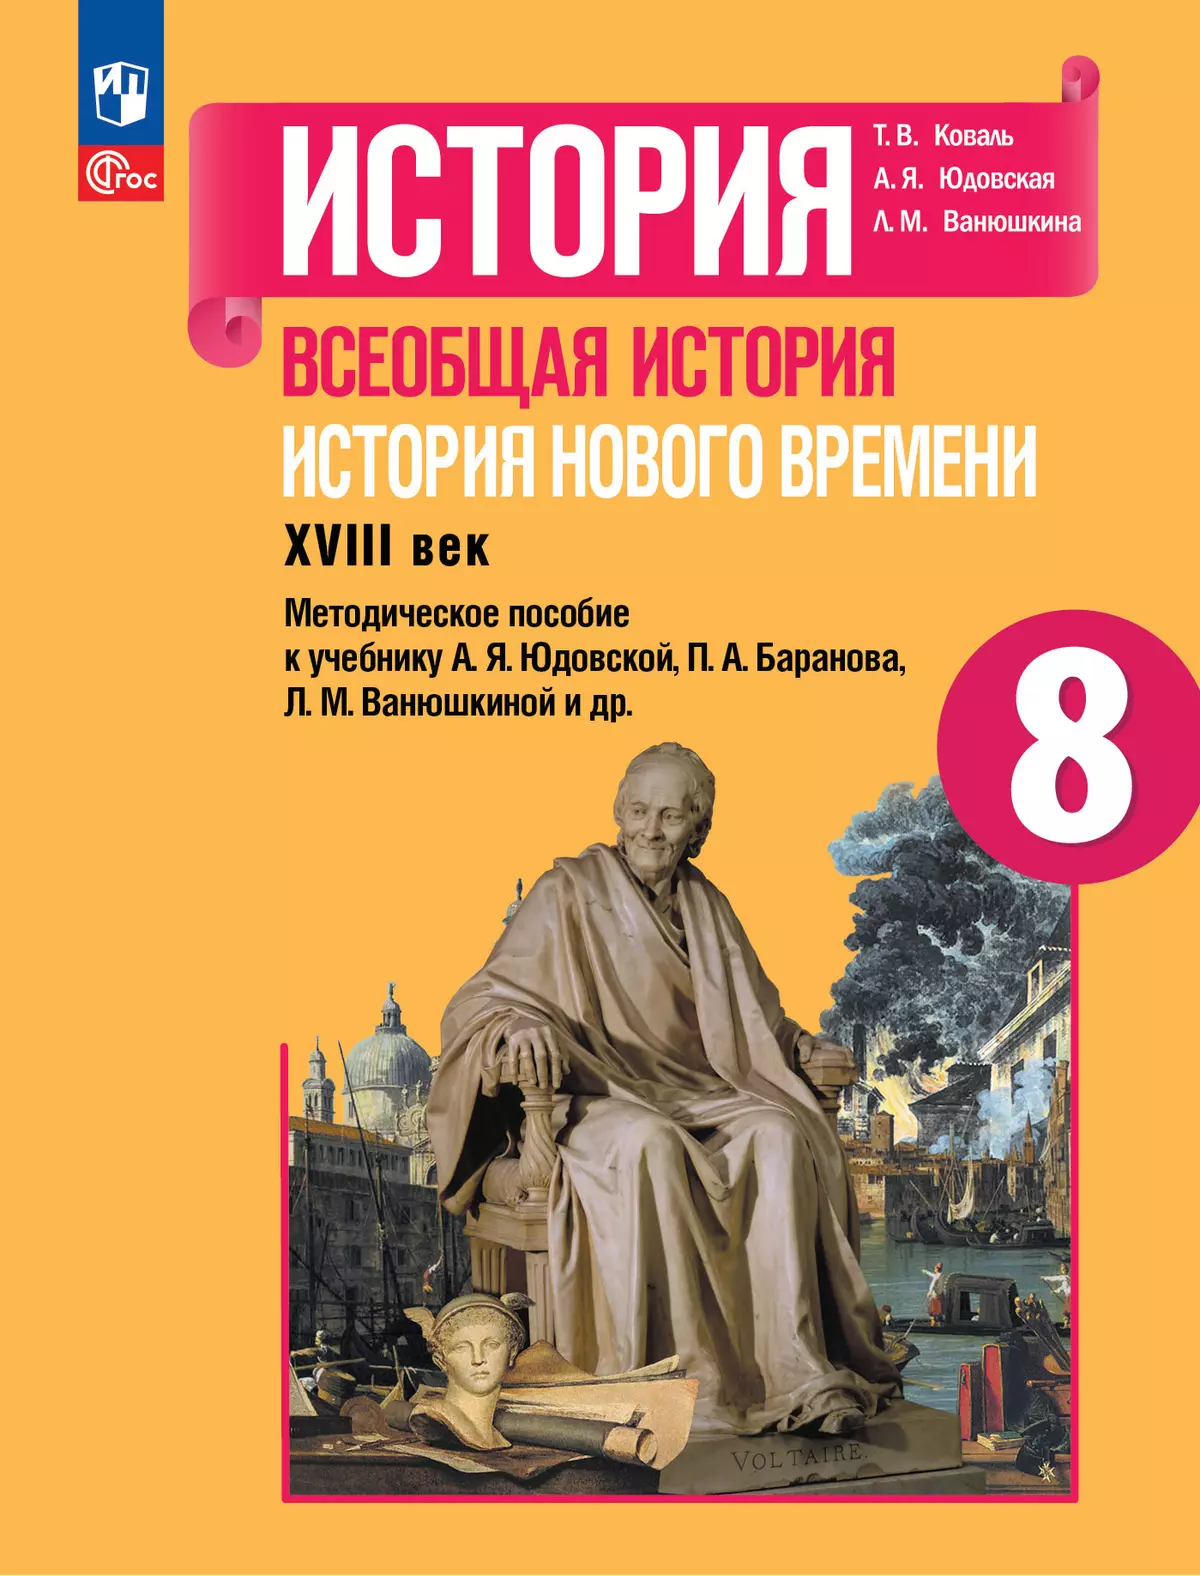 ИП
ФГОС
ИСТОРИЯ
Т. В. Коваль
А. Я. Юдовская
Л. М. Ванюшкина
ВСЕОБЩАЯ ИСТОРИЯ
ИСТОРИЯ НОВОГО ВРЕМЕНИ
XVIII век
Методическое пособие
к учебнику А. Я. Юдовской, П. А. Баранова,
Л. М. Ванюшкиной и др.
8
VOLTAIRE